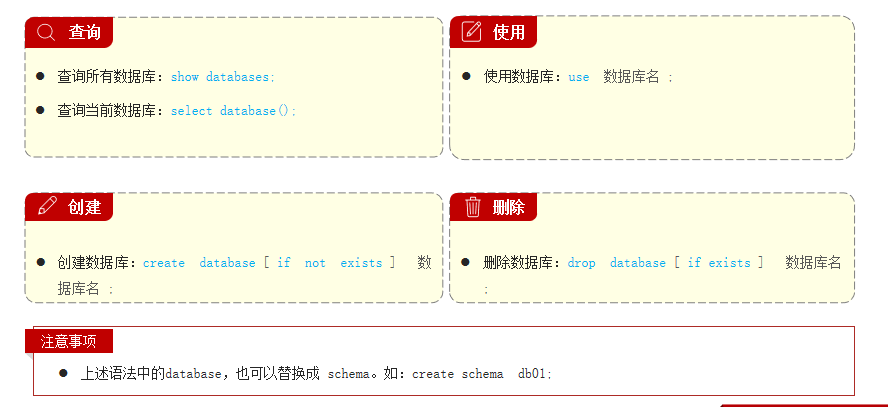 查询
● 查询所有数据库：show databases;
● 查询当前数据库：select database();
使用
● 使用数据库：use 数据库名 ;
创建
● 创建数据库：create database [ if not exists ] 数
据库名 ;
删除
● 删除数据库：drop database [ if exists ] 数据库名
;
注意事项
● 上述语法中的database，也可以替换成 schema。如：create schema db01;